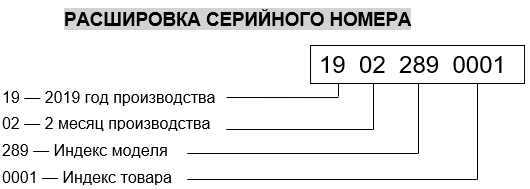 РАСШИРОВКА СЕРИЙНОГО НОМЕРА
19 02 289 0001
19 — 2019 год производства
02 — 2 месяц производства
289 — Индекс моделя
0001 — Индекс товара